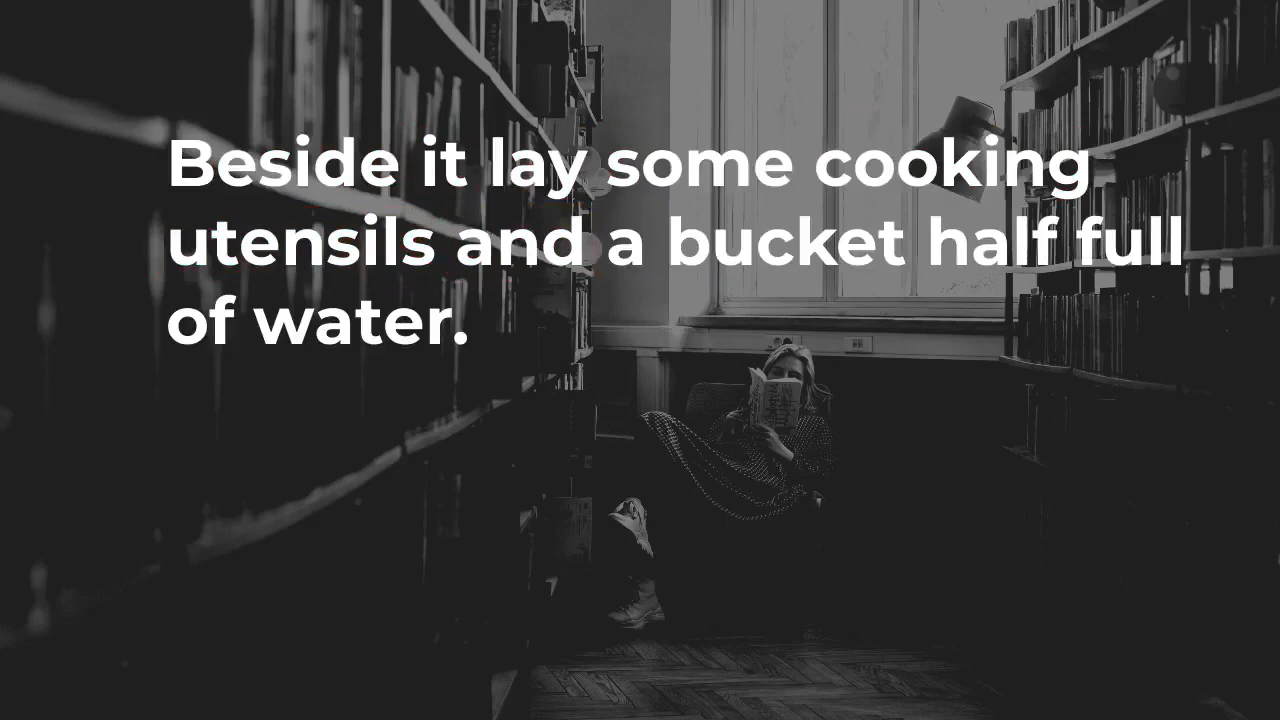 Beside it lay some cooking
utensils and a bucket half full
of water.